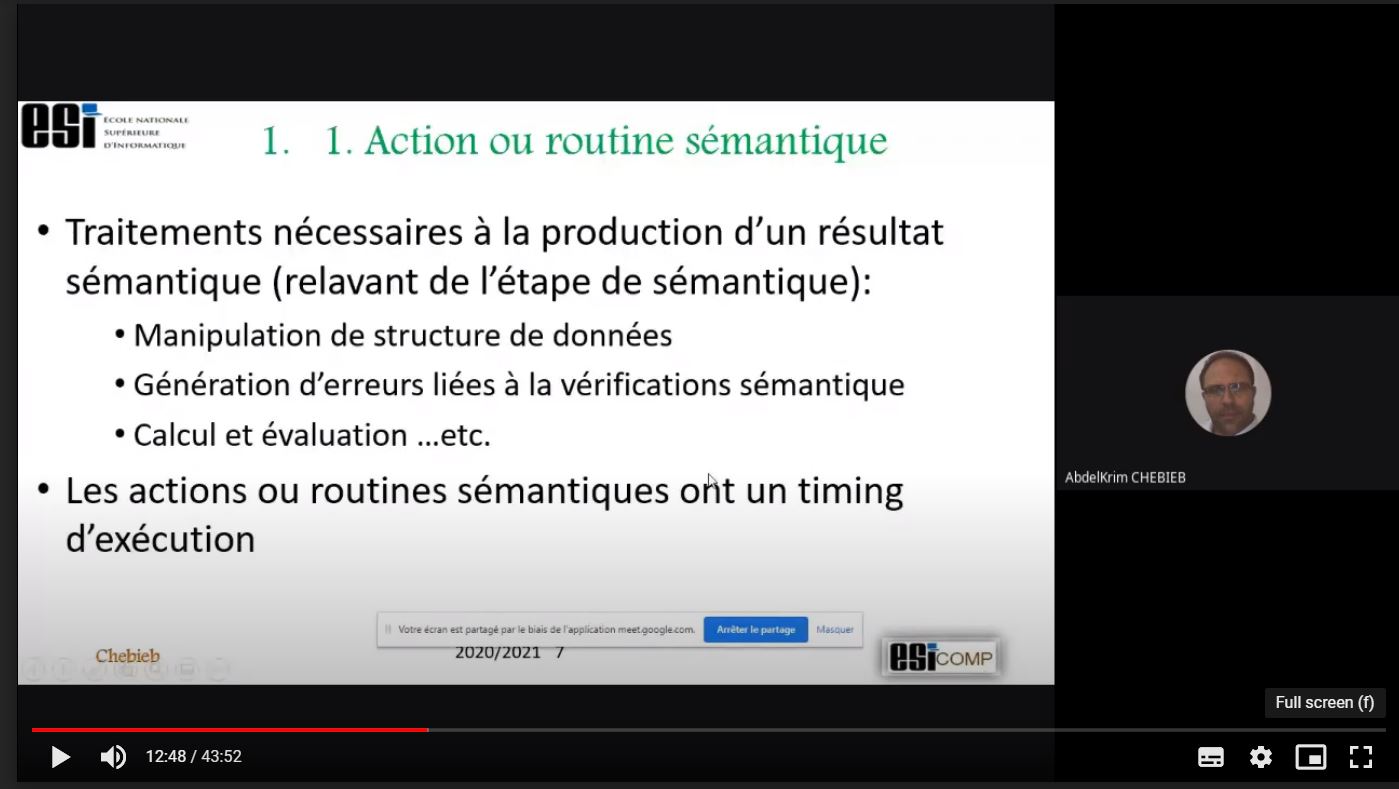 esi ÉCOLE NATIONALE
SUPÉRIEURE
D'INFORMATIQUE
1. 1. Action ou routine sémantique
• Traitements nécessaires à la production d'un résultat
sémantique (relavant de l'étape de sémantique):
• Manipulation de structure de données
• Génération d'erreurs liées à la vérifications sémantique
• Calcul et évaluation ...etc.
• Les actions ou routines sémantiques ont un timing
d'exécution
Votre écran est partagé par le biais de l'application meet.google.com. Arrêter le partage Masquer
Chebieb
2020/2021 7
esi COMP
AbdelKrim CHEBIEB
Full screen (f)
12:48 / 43:52